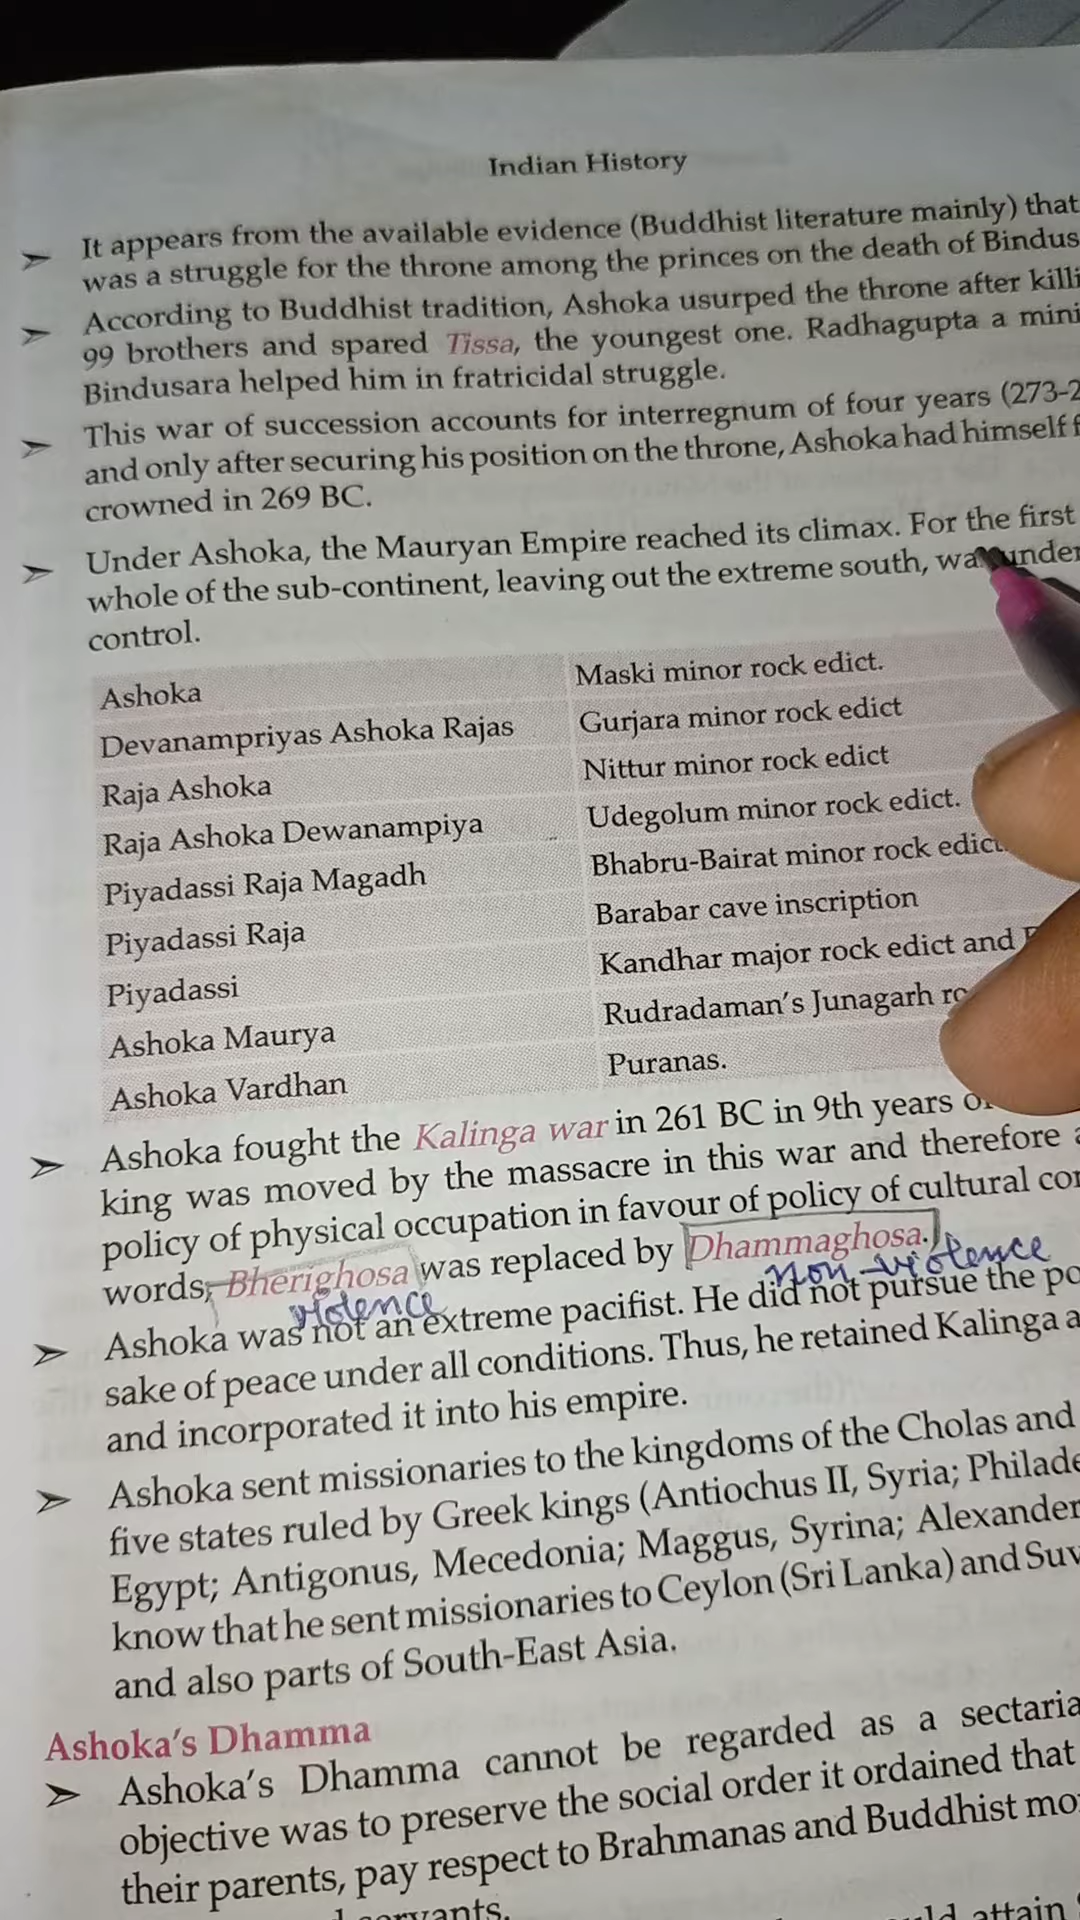 Indian History
➤ It appears from the available evidence (Buddhist literature mainly) that
was a struggle for the throne among the princes on the death of Bindus
➤ According to Buddhist tradition, Ashoka usurped the throne after killi
99 brothers and spared Tissa, the youngest one. Radhagupta a mini
Bindusara helped him in fratricidal struggle.
➤ This war of succession accounts for interregnum of four years (273-2
and only after securing his position on the throne, Ashoka had himself f
crowned in 269 BC.
➤ Under Ashoka, the Mauryan Empire reached its climax. For the first
whole of the sub-continent, leaving out the extreme south, was under
control.
Ashoka Maski minor rock edict.
Devanampriyas Ashoka Rajas Gurjara minor rock edict
Raja Ashoka Nittur minor rock edict
Raja Ashoka Dewanampiya Udegolum minor rock edict.
Piyadassi Raja Magadh Bhabru-Bairat minor rock edict.
Piyadassi Raja Barabar cave inscription
Piyadassi Kandhar major rock edict and
Ashoka Maurya Rudradaman's Junagarh
Ashoka Vardhan Puranas.
➤ Ashoka fought the Kalinga war in 261 BC in 9th years
king was moved by the massacre in this war and therefore a
policy of physical occupation in favour of policy of cultural con
words, Bherighosa was replaced by Dhammaghosa.
violence non-violence
➤ Ashoka was not an extreme pacifist. He did not pursue the po
sake of peace under all conditions. Thus, he retained Kalinga a
and incorporated it into his empire.
➤ Ashoka sent missionaries to the kingdoms of the Cholas and
five states ruled by Greek kings (Antiochus II, Syria; Philade
Egypt; Antigonus, Mecedonia; Maggus, Syrina; Alexander
know that he sent missionaries to Ceylon (Sri Lanka) and Suv
and also parts of South-East Asia.
Ashoka's Dhamma
➤ Ashoka's Dhamma cannot be regarded as a sectaria
objective was to preserve the social order it ordained that
their parents, pay respect to Brahmanas and Buddhist mo
servants. attain